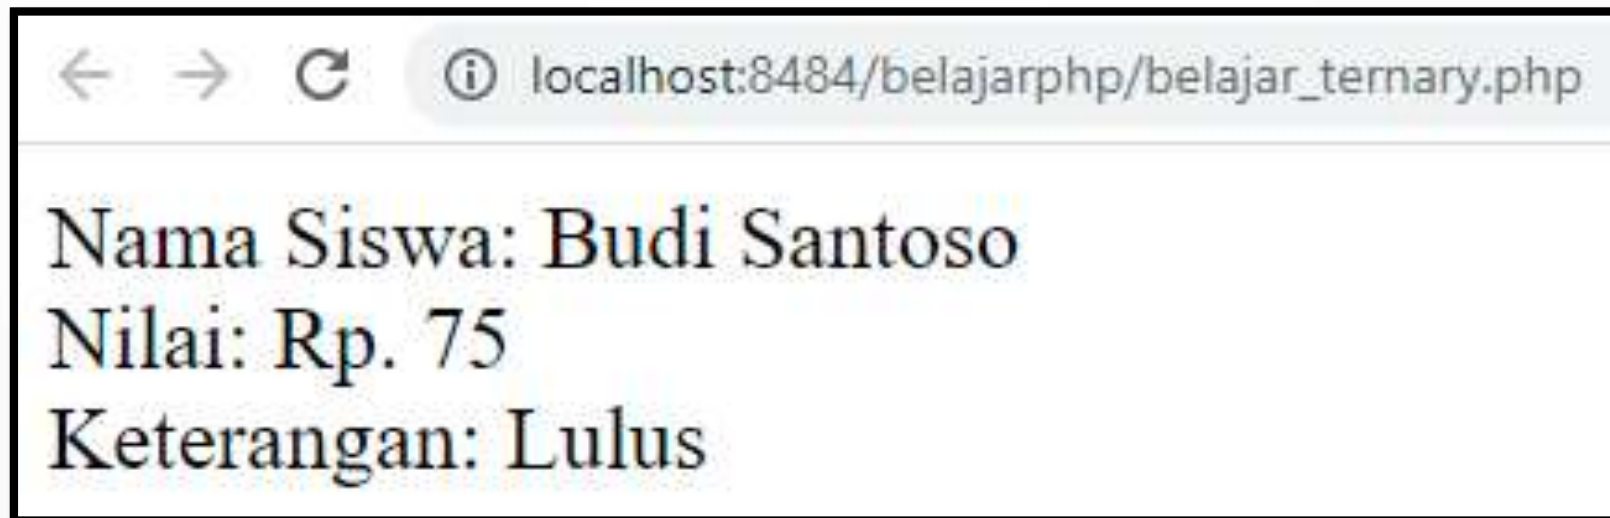 localhost:8484/belajarphp/belajar_ternary.php
Nama Siswa: Budi Santoso
Nilai: Rp. 75
Keterangan: Lulus